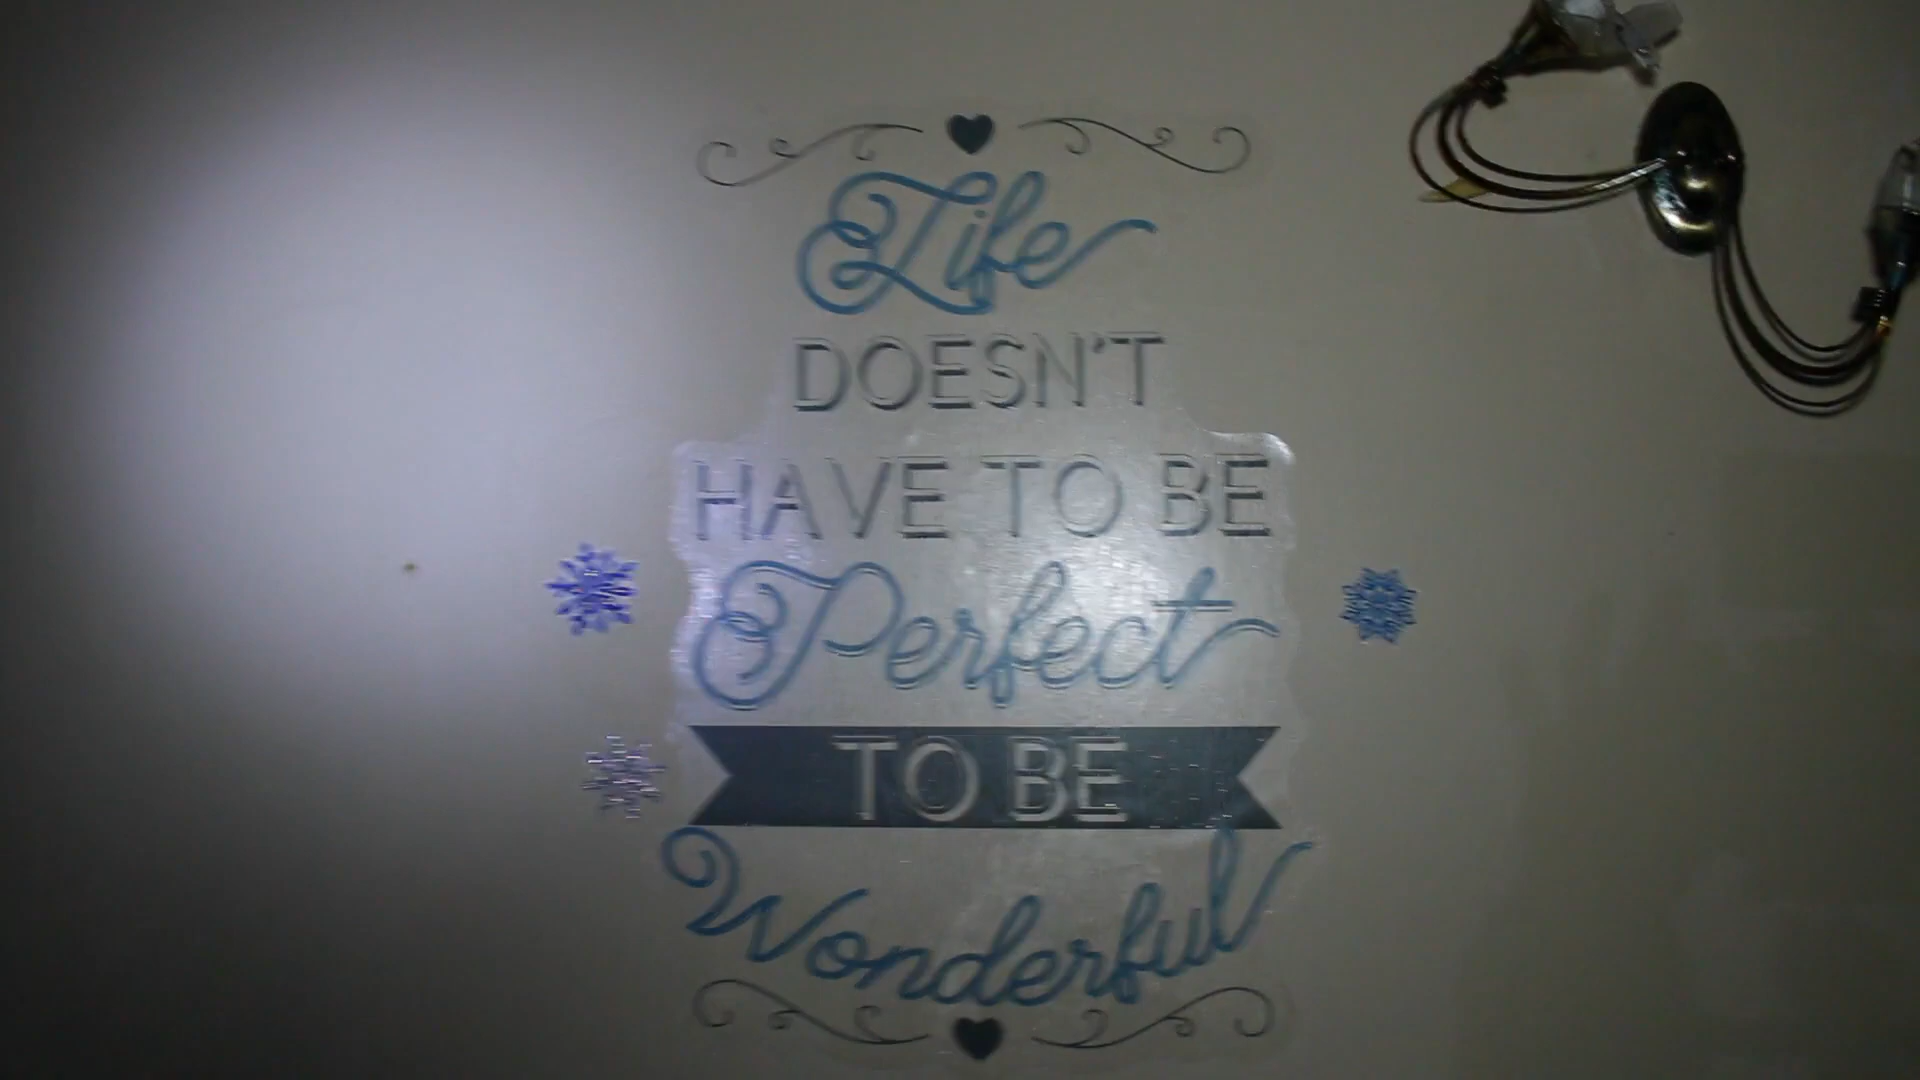 Life
DOESN'T
HAVE TO BE
Perfect
TO BE
Wonderful